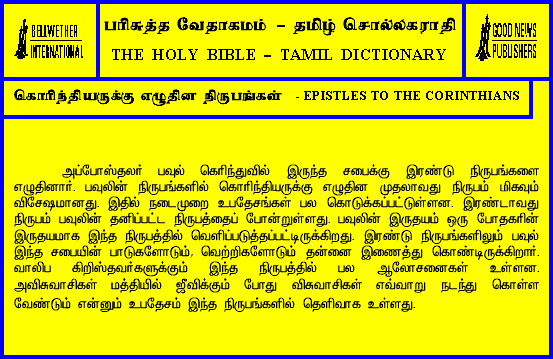 BELLWETHER
INTERNATIONAL
பரிசுத்த வேதாகமம் – தமிழ் சொல்லகராதி
THE HOLY BIBLE – TAMIL DICTIONARY
GOOD NEWS
PUBLISHERS
கொரிந்தியருக்கு எழுதின நிருபங்கள் - EPISTLES TO THE CORINTHIANS
அப்போஸ்தலர் பவுல் கொரிந்துவில் இருந்த சபைக்கு இரண்டு நிருபங்களை
எழுதினார். பவுலின் நிருபங்களில் கொரிந்தியருக்கு எழுதின முதலாவது நிருபம் மிகவும்
விசேஷமானது. இதில் நடைமுறை உபதேசங்கள் பல கொடுக்கப்பட்டுள்ளன. இரண்டாவது
நிருபம் பவுலின் தனிப்பட்ட நிருபத்தைப் போன்றுள்ளது. பவுலின் இருதயம் ஒரு போதகரின்
இருதயமாக இந்த நிருபத்தில் வெளிப்படுத்தப்பட்டிருக்கிறது. இரண்டு நிருபங்களிலும் பவுல்
இந்த சபையின் பாடுகளோடும், வெற்றிகளோடும் தன்னை இணைத்து கொண்டிருக்கிறார்.
வாலிப கிறிஸ்தவர்களுக்கும் இந்த நிருபத்தில் பல ஆலோசனைகள் உள்ளன.
அவிசுவாசிகள் மத்தியில் ஜீவிக்கும் போது விசுவாசிகள் எவ்வாறு நடந்து கொள்ள
வேண்டும் என்னும் உபதேசம் இந்த நிருபங்களில் தெளிவாக உள்ளது.